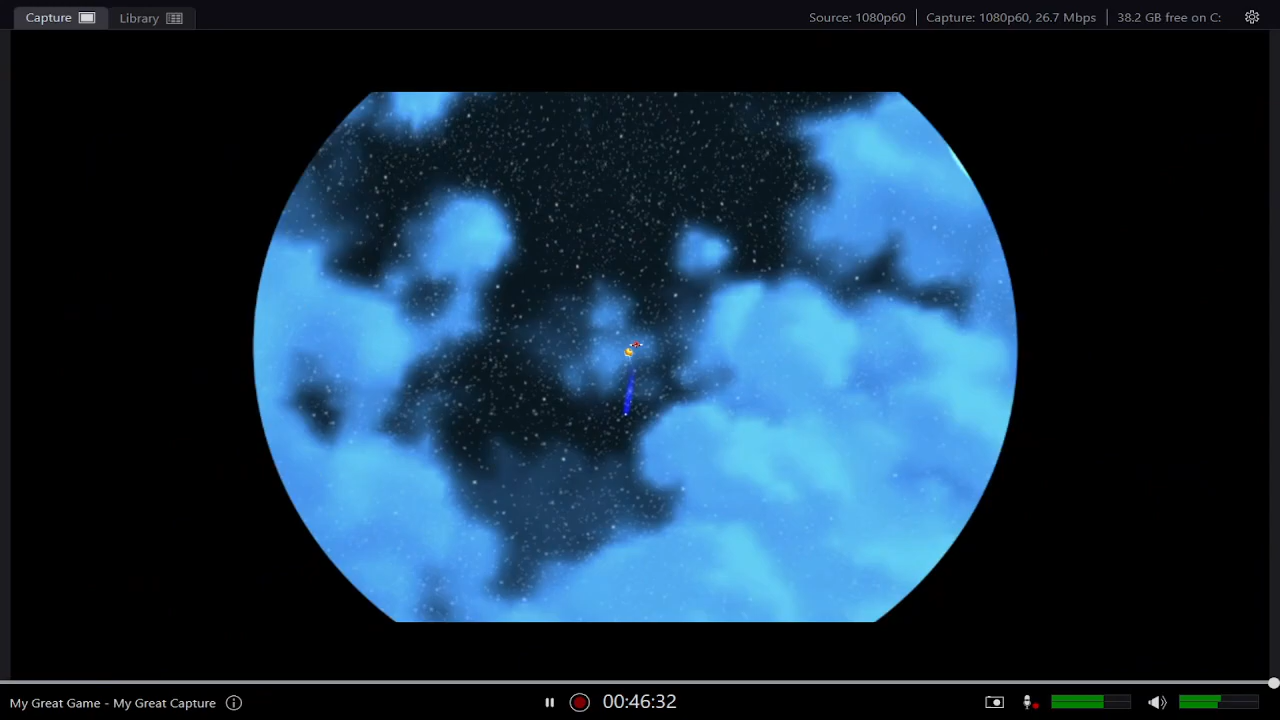 Capture
Library
Source: 1080p60
Capture: 1080p60, 26.7 Mbps
38.2 GB free on C:
My Great Game - My Great Capture
00:46:32